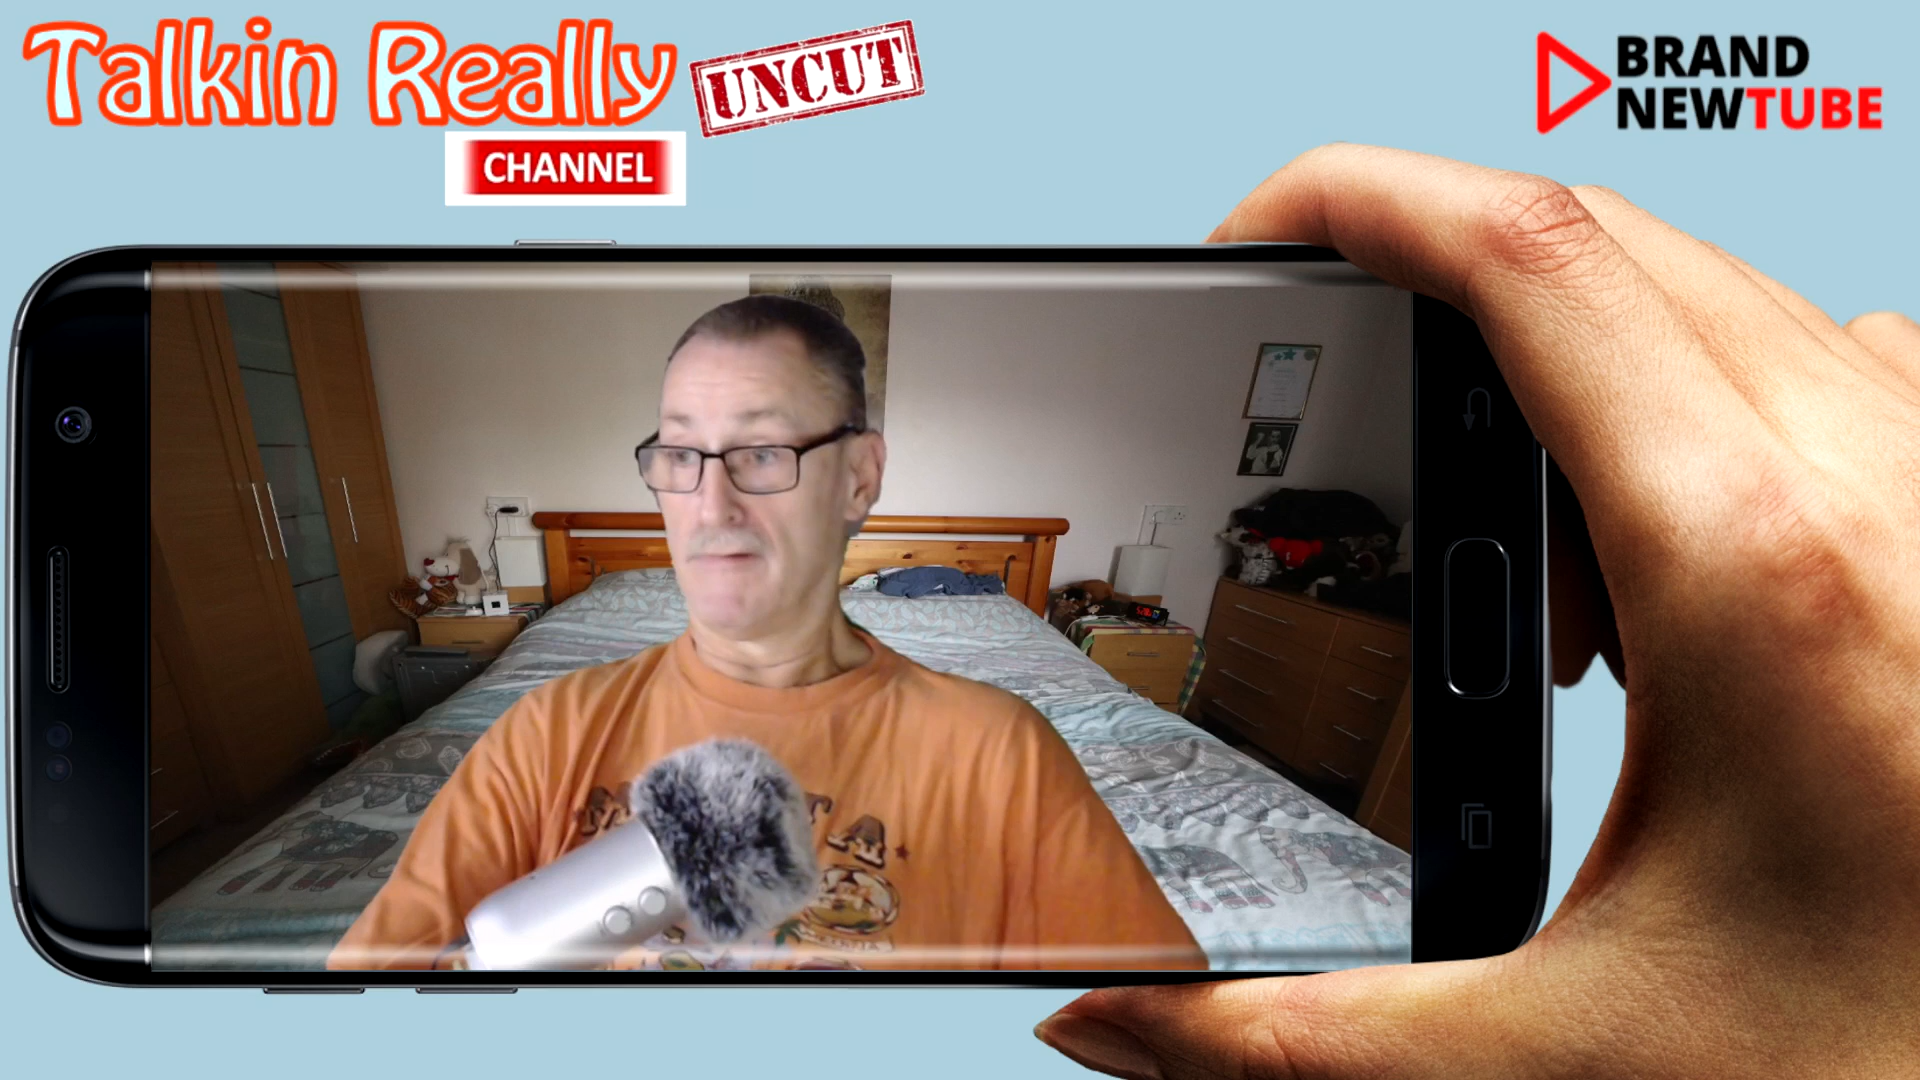 Talkin Really
UNCUT
CHANNEL
BRAND
NEWTUBE